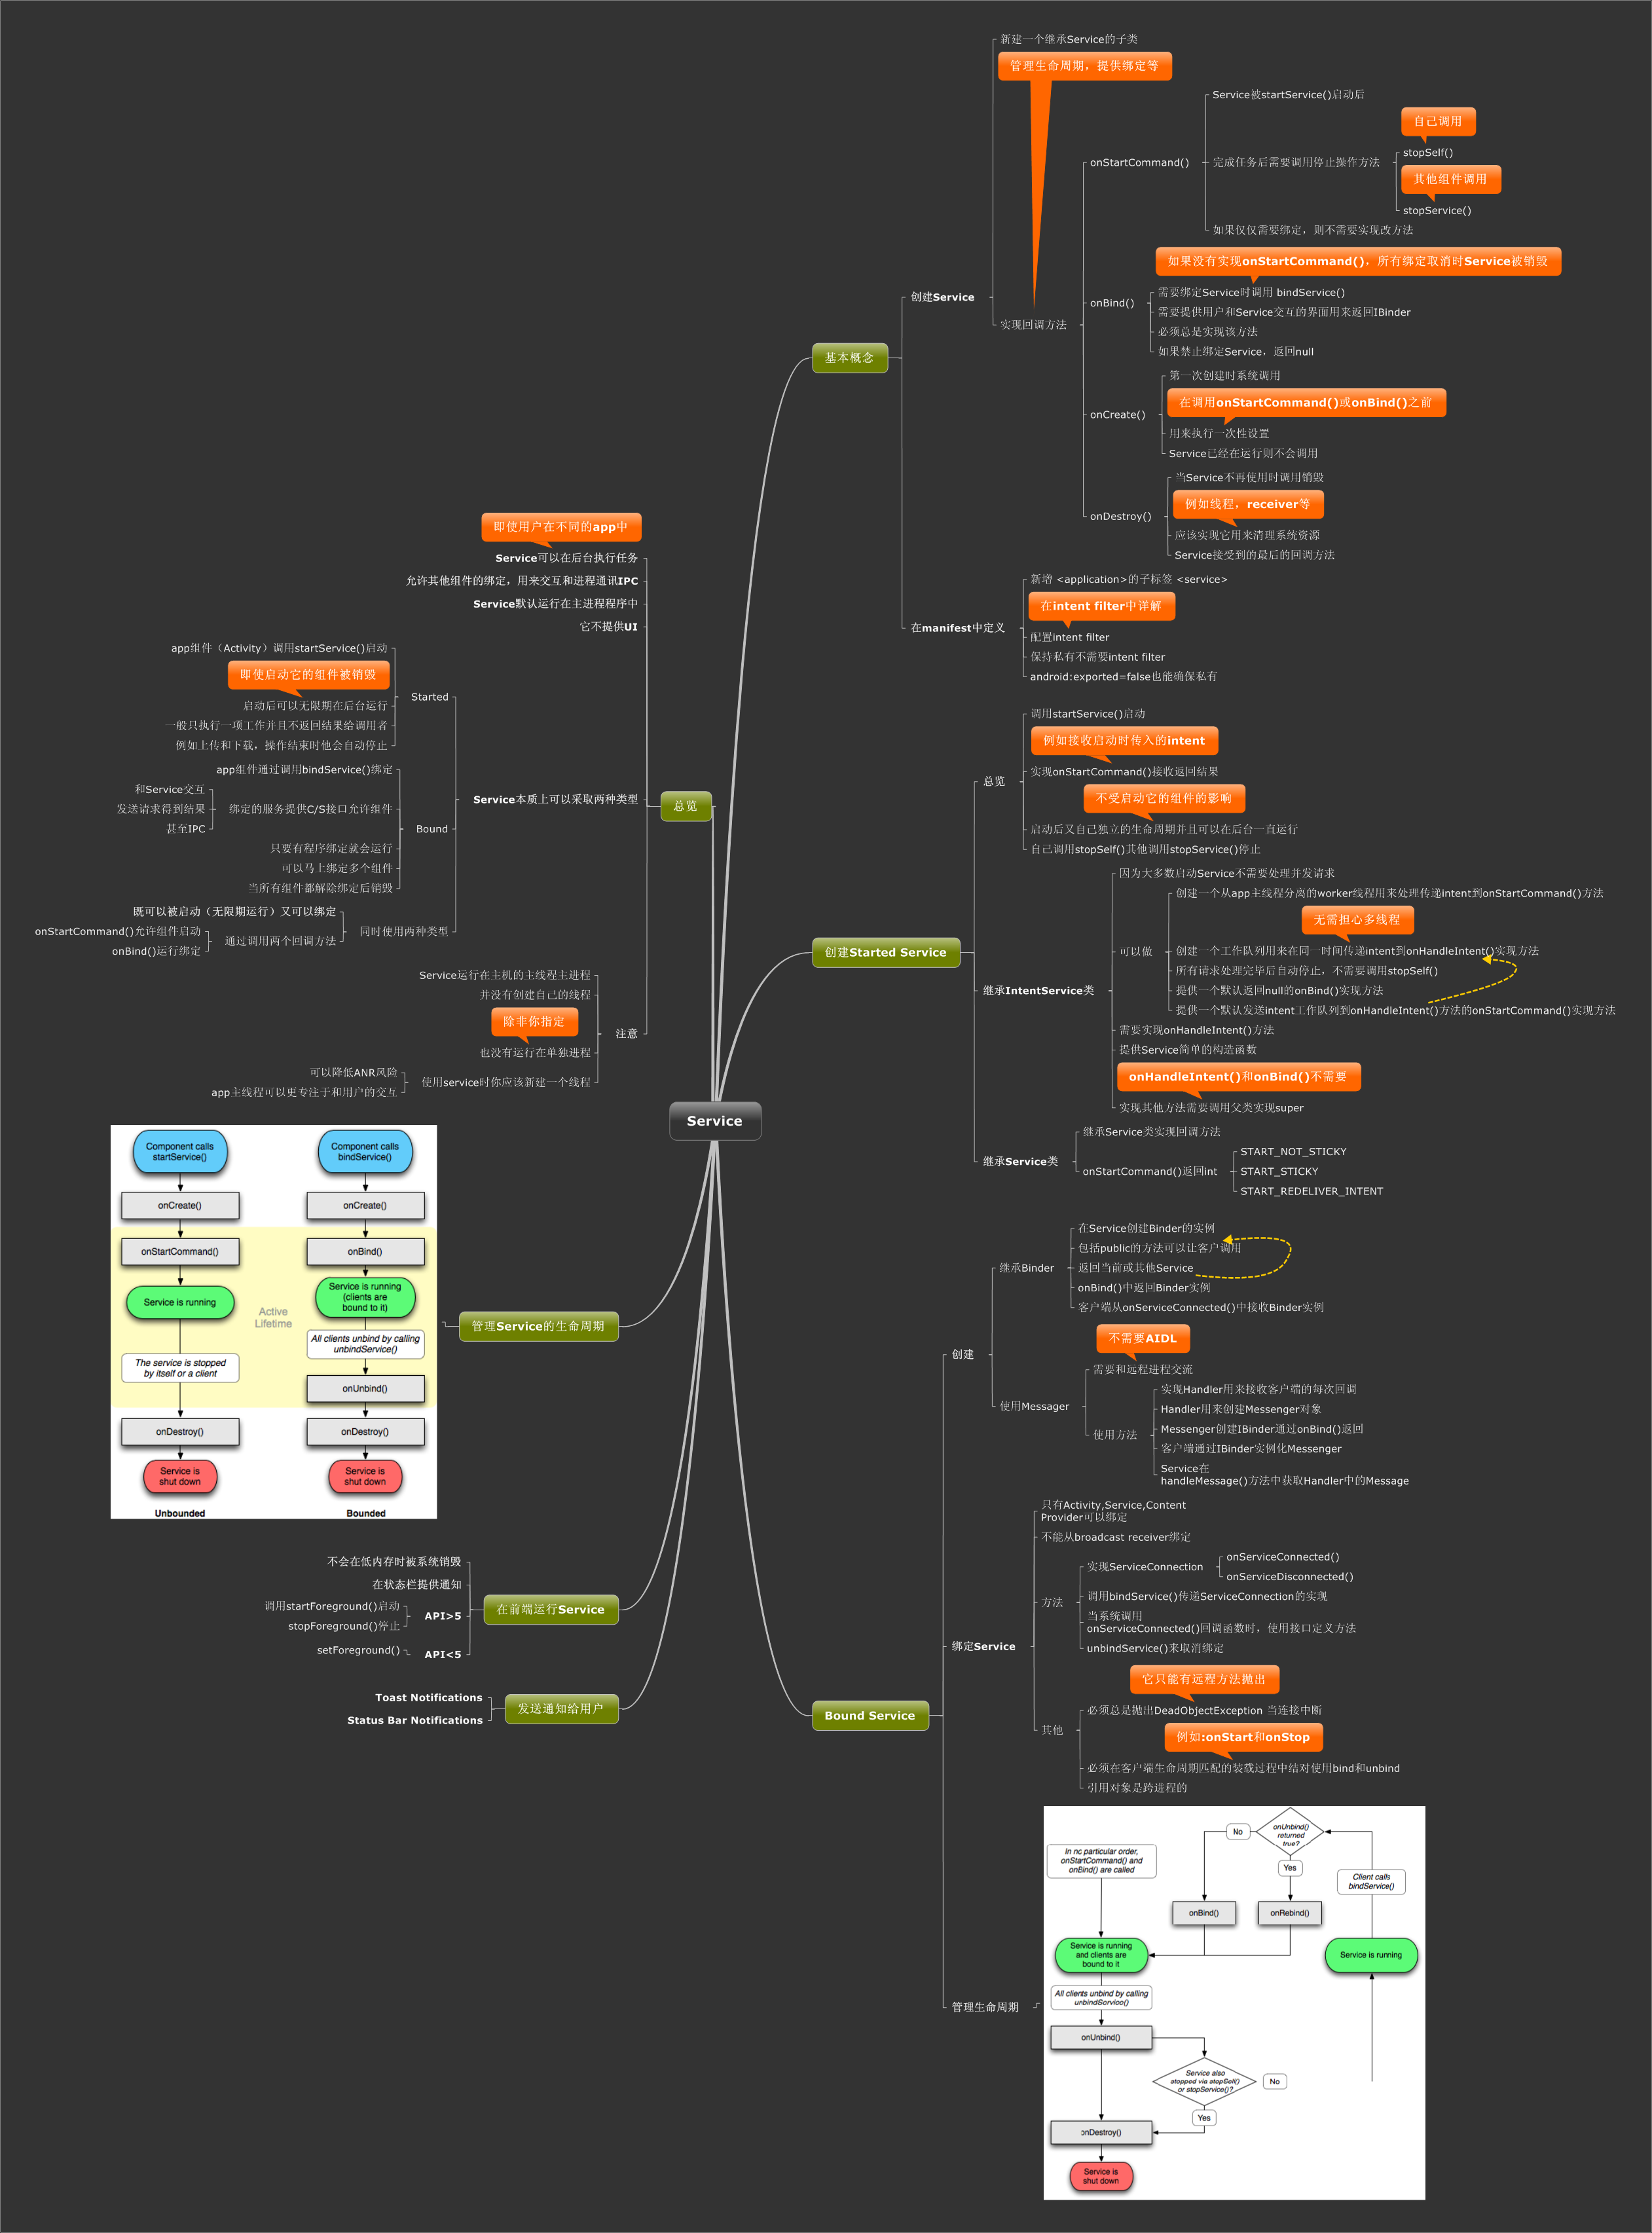 Service
基本概念
创建Service
新建一个继承Service的子类
管理生命周期，提供绑定等
实现回调方法
onStartCommand()
Service被startService()启动后
完成任务后需要调用停止操作方法
自己调用
stopSelf()
其他组件调用
stopService()
如果仅仅需要绑定，则不需要实现改方法
onBind()
如果没有实现onStartCommand()，所有绑定取消时Service被销毁
需要绑定Service时调用 bindService()
需要提供用户和Service交互的界面用来返回IBinder
必须总是实现该方法
如果禁止绑定Service，返回null
onCreate()
第一次创建时系统调用
在调用onStartCommand()或onBind()之前
用来执行一次性设置
Service已经在运行则不会调用
onDestroy()
当Service不再使用时调用销毁
例如线程，receiver等
应该实现它用来清理系统资源
Service接受到的最后的回调方法
在manifest中定义
新增 <application>的子标签 <service>
在intent filter中详解
配置intent filter
保持私有不需要intent filter
android:exported=false也能确保私有
创建Started Service
总览
调用startService()启动
例如接收启动时传入的intent
实现onStartCommand()接收返回结果
不受启动它的组件的影响
启动后又自己独立的生命周期并且可以在后台一直运行
自己调用stopSelf()其他调用stopService()停止
继承IntentService类
因为大多数启动Service不需要处理并发请求
可以做
创建一个从app主线程分离的worker线程用来处理传递intent到onStartCommand()方法
无需担心多线程
创建一个工作队列用来在同一时间传递intent到onHandleIntent()实现方法
所有请求处理完毕后自动停止，不需要调用stopSelf()
提供一个默认返回null的onBind()实现方法
提供一个默认发送intent工作队列到onHandleIntent()方法的onStartCommand()实现方法
需要实现onHandleIntent()方法
提供Service简单的构造函数
onHandleIntent()和onBind()不需要
实现其他方法需要调用父类实现super
继承Service类
继承Service类实现回调方法
onStartCommand()返回int
START_NOT_STICKY
START_STICKY
START_REDELIVER_INTENT
Bound Service
创建
继承Binder
在Service创建Binder的实例
包括public的方法可以让客户调用
返回当前或其他Service
onBind()中返回Binder实例
客户端从onServiceConnected()中接收Binder实例
使用Messager
不需要AIDL
需要和远程进程交流
使用方法
实现Handler用来接收客户端的每次回调
Handler用来创建Messenger对象
Messenger创建IBinder通过onBind()返回
客户端通过IBinder实例化Messenger
Service在
handleMessage()方法中获取Handler中的Message
绑定Service
只有Activity,Service,Content
Provider可以绑定
不能从broadcast receiver绑定
方法
实现ServiceConnection
onServiceConnected()
onServiceDisconnected()
调用bindService()传递ServiceConnection的实现
当系统调用
onServiceConnected()回调函数时，使用接口定义方法
unbindService()来取消绑定
其他
它只能有远程方法抛出
必须总是抛出DeadObjectException 当连接中断
例如:onStart和onStop
必须在客户端生命周期匹配的装载过程中结对使用bind和unbind
引用对象是跨进程的
管理生命周期
In no particular order,
onStartCommand() and
onBind() are called
No
onUnbind()
returned
true?
Yes
Client calls
bindService()
onBind()
onRebind()
Service is running
and clients are
bound to it
Service is running
All clients unbind by calling
unbindService()
onUnbind()
Service also
stopped via stopSelf()
or stopService()?
No
Yes
onDestroy()
Service is
shut down
总览
即使用户在不同的app中
Service可以在后台执行任务
允许其他组件的绑定，用来交互和进程通讯IPC
Service默认运行在主进程程序中
它不提供UI
Service本质上可以采取两种类型
Started
app组件（Activity）调用startService()启动
即使启动它的组件被销毁
启动后可以无限期在后台运行
一般只执行一项工作并且不返回结果给调用者
例如上传和下载，操作结束时他会自动停止
Bound
app组件通过调用bindService()绑定
绑定的服务提供C/S接口允许组件
和Service交互
发送请求得到结果
甚至IPC
只要有程序绑定就会运行
可以马上绑定多个组件
当所有组件都解除绑定后销毁
同时使用两种类型
既可以被启动（无限期运行）又可以绑定
通过调用两个回调方法
onStartCommand()允许组件启动
onBind()运行绑定
注意
Service运行在主机的主线程主进程
并没有创建自己的线程
除非你指定
也没有运行在单独进程
使用service时你应该新建一个线程
可以降低ANR风险
app主线程可以更专注于和用户的交互
管理Service的生命周期
Component calls
startService()
onCreate()
onStartCommand()
Service is running
The service is stopped
by itself or a client
onDestroy()
Service is
shut down
Unbounded
Active
Lifetime
Component calls
bindService()
onCreate()
onBind()
Service is running
(clients are
bound to it)
All clients unbind by calling
unbindService()
onUnbind()
onDestroy()
Service is
shut down
Bounded
在前端运行Service
不会在低内存时被系统销毁
在状态栏提供通知
API>5
调用startForeground()启动
stopForeground()停止
API<5
setForeground()
发送通知给用户
Toast Notifications
Status Bar Notifications